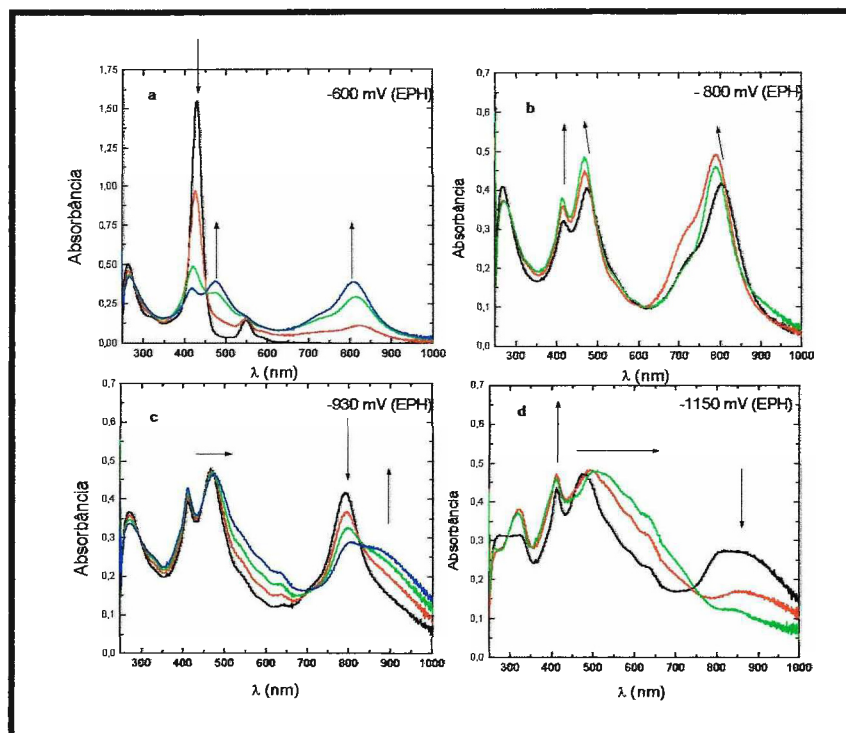 a
-600 mV (EPH)
1,75
1,50
1,25
1,00
0,75
0,50
0,25
0,00
Absorbància
300 400 500 600 700 800 900 1000
λ (nm)
b
- 800 mV (EPH)
0,7
0,6
0,5
0,4
0,3
0,2
0,1
0,0
Absorbància
300 400 500 600 700 800 900 1000
λ (nm)
c
-930 mV (EPH)
0,7
0,6
0,5
0,4
0,3
0,2
0,1
0,0
Absorbância
300 400 500 600 700 800 900 1000
λ (nm)
d
-1150 mV (EPH)
0,7
0,6
0,5
0,4
0,3
0,2
0,1
0,0
Absorbância
300 400 500 600 700 800 900 1000
λ (nm)